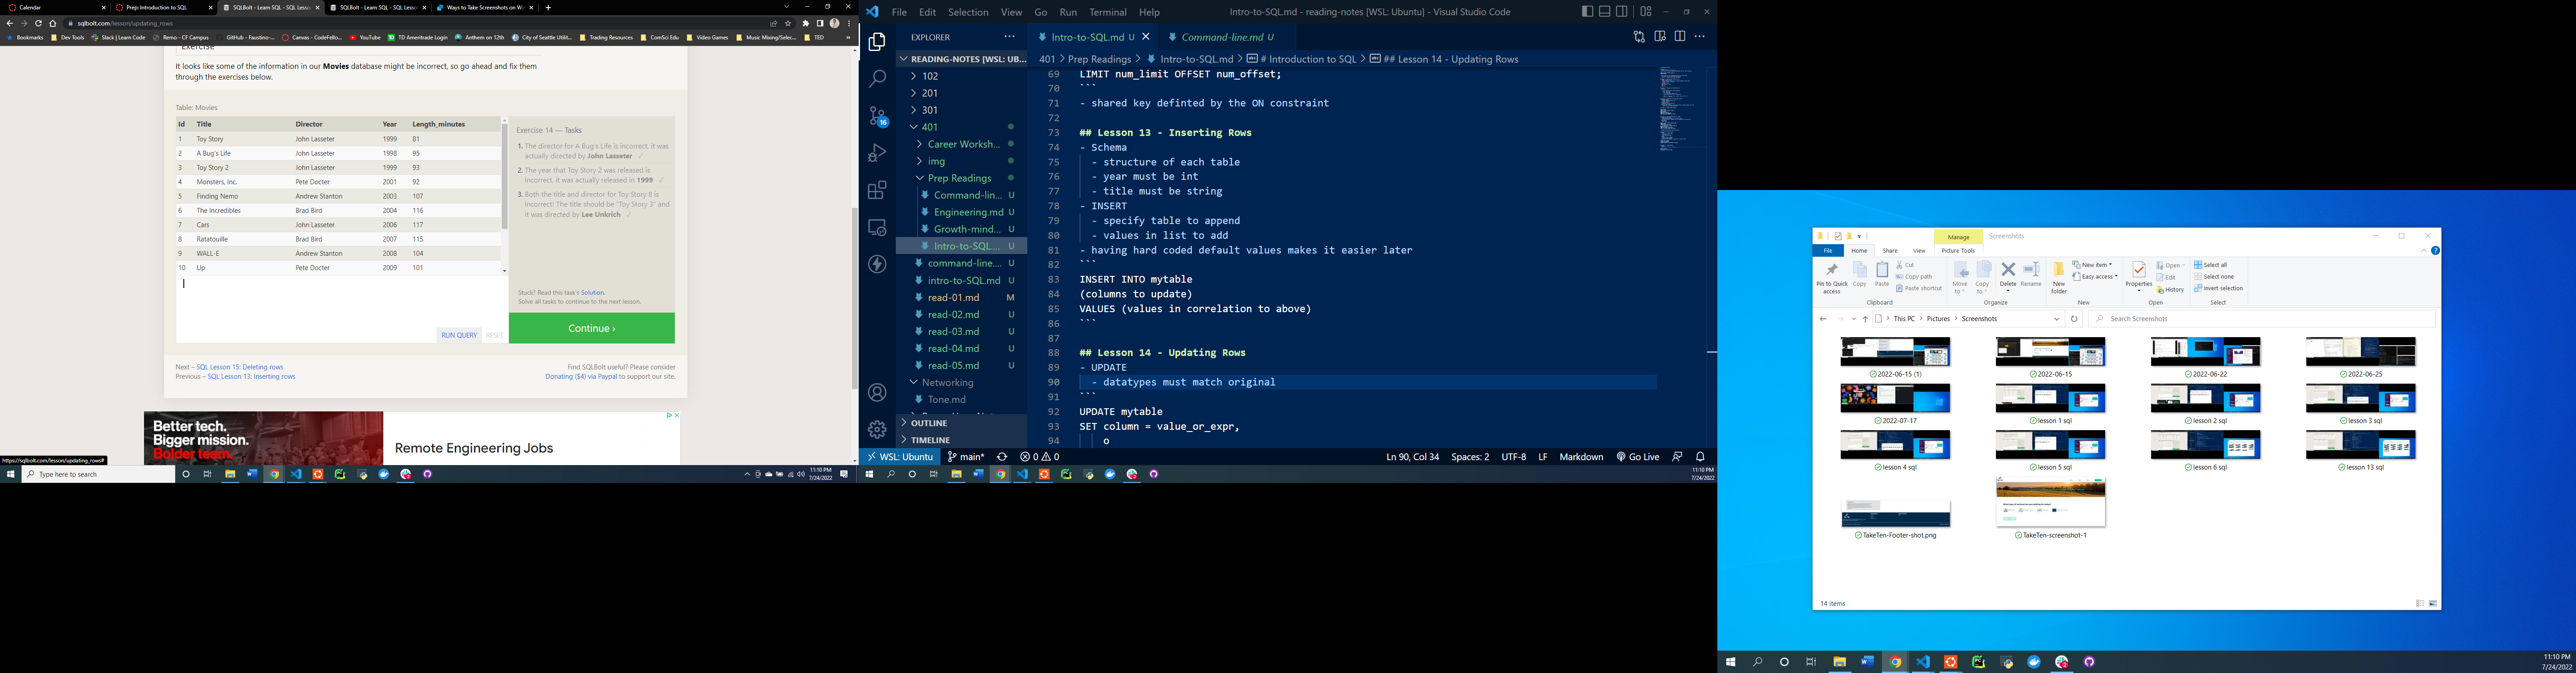 Calendar
Prep: Introduction to SQL
SQLBolt - Learn SQL - SQL Lesso
SQLBolt - Learn SQL - SQL Lesso
Ways to Take Screenshots on Wi
sqlbolt.com/lesson/updating_rows
Bookmarks
Dev Tools
Slack | Learn Code
Remo - CF Campus
GitHub - Faustino-...
Canvas - CodeFello...
YouTube
TD Ameritrade Login
Anthem on 12th
City of Seattle Utilit...
Trading Resources
ComSci Edu
Video Games
Music Mixing/Selec...
TED
Exercise
It looks like some of the information in our Movies database might be incorrect, so go ahead and fix them
through the exercises below.
Table: Movies
Id Title Director Year Length_minutes
1 Toy Story John Lasseter 1999 81
2 A Bug's Life John Lasseter 1998 95
3 Toy Story 2 John Lasseter 1999 93
4 Monsters, Inc. Pete Docter 2001 92
5 Finding Nemo Andrew Stanton 2003 107
6 The Incredibles Brad Bird 2004 116
7 Cars John Lasseter 2006 117
8 Ratatouille Brad Bird 2007 115
9 WALL-E Andrew Stanton 2008 104
10 Up Pete Docter 2009 101
RUN QUERY RESET
Exercise 14 — Tasks
1. The director for A Bug's Life is incorrect, it was
actually directed by John Lasseter ✓
2. The year that Toy Story 2 was released is
incorrect, it was actually released in 1999 ✓
3. Both the title and director for Toy Story 8 is
incorrect! The title should be "Toy Story 3" and
it was directed by Lee Unkrich ✓
Stuck? Read this task's Solution.
Solve all tasks to continue to the next lesson.
Continue ›
Next – SQL Lesson 15: Deleting rows
Previous – SQL Lesson 13: Inserting rows
Find SQLBolt useful? Please consider
Donating ($4) via Paypal to support our site.
Better tech.
Bigger mission.
Bolder team.
Remote Engineering Jobs
https://sqlbolt.com/lesson/updating_rows#
Type here to search
11:10 PM
7/24/2022
File Edit Selection View Go Run Terminal Help
Intro-to-SQL.md - reading-notes [WSL: Ubuntu] - Visual Studio Code
EXPLORER
READING-NOTES [WSL: UB...
102
201
301
401
Career Worksh...
img
Prep Readings
Command-lin... U
Engineering.md U
Growth-mind... U
Intro-to-SQL.... U
command-line.... U
intro-to-SQL.md U
read-01.md M
read-02.md U
read-03.md U
read-04.md U
read-05.md U
Networking
Tone.md
OUTLINE
TIMELINE
16
Intro-to-SQL.md U
Command-line.md U
401 > Prep Readings > Intro-to-SQL.md > # Introduction to SQL > ## Lesson 14 - Updating Rows
69 LIMIT num_limit OFFSET num_offset;
70 ```
71 - shared key definted by the ON constraint
72
73 ## Lesson 13 - Inserting Rows
74 - Schema
75 - structure of each table
76 - year must be int
77 - title must be string
78 - INSERT
79 - specify table to append
80 - values in list to add
81 - having hard coded default values makes it easier later
82 ```
83 INSERT INTO mytable
84 (columns to update)
85 VALUES (values in correlation to above)
86 ```
87
88 ## Lesson 14 - Updating Rows
89 - UPDATE
90 - datatypes must match original
91 ```
92 UPDATE mytable
93 SET column = value_or_expr,
94 o
WSL: Ubuntu main* 0 0
Ln 90, Col 34 Spaces: 2 UTF-8 LF Markdown Go Live
11:10 PM
7/24/2022
Manage Screenshots
File Home Share View Picture Tools
Pin to Quick
access
Copy
Paste
Cut
Copy path
Paste shortcut
Clipboard
Move
to
Copy
to
Delete
Rename
Organize
New
folder
New item
Easy access
New
Properties
Open
Edit
History
Open
Select all
Select none
Invert selection
Select
This PC > Pictures > Screenshots
Search Screenshots
2022-06-15 (1)
2022-06-15
2022-06-22
2022-06-25
2022-07-17
lesson 1 sql
lesson 2 sql
lesson 3 sql
lesson 4 sql
lesson 5 sql
lesson 6 sql
lesson 13 sql
TakeTen-Footer-shot.png
TakeTen-screenshot-1
14 items
11:10 PM
7/24/2022